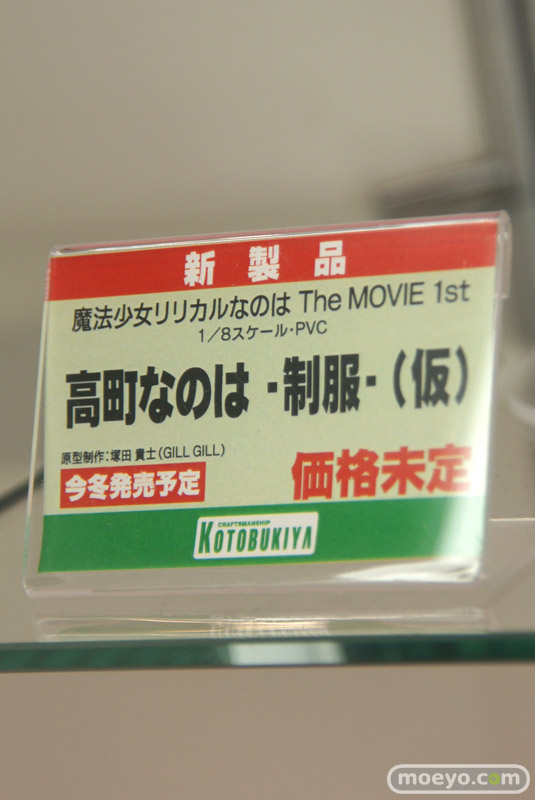 新製品
魔法少女リリカルなのは The MOVIE 1st
1/8スケール・PVC
高町なのは -制服-(仮)
原型制作:塚田 貴士(GILL GILL)
今冬発売予定
価格未定
CRAFTSMANSHIP
KOTOBUKIYA
moeyo.com